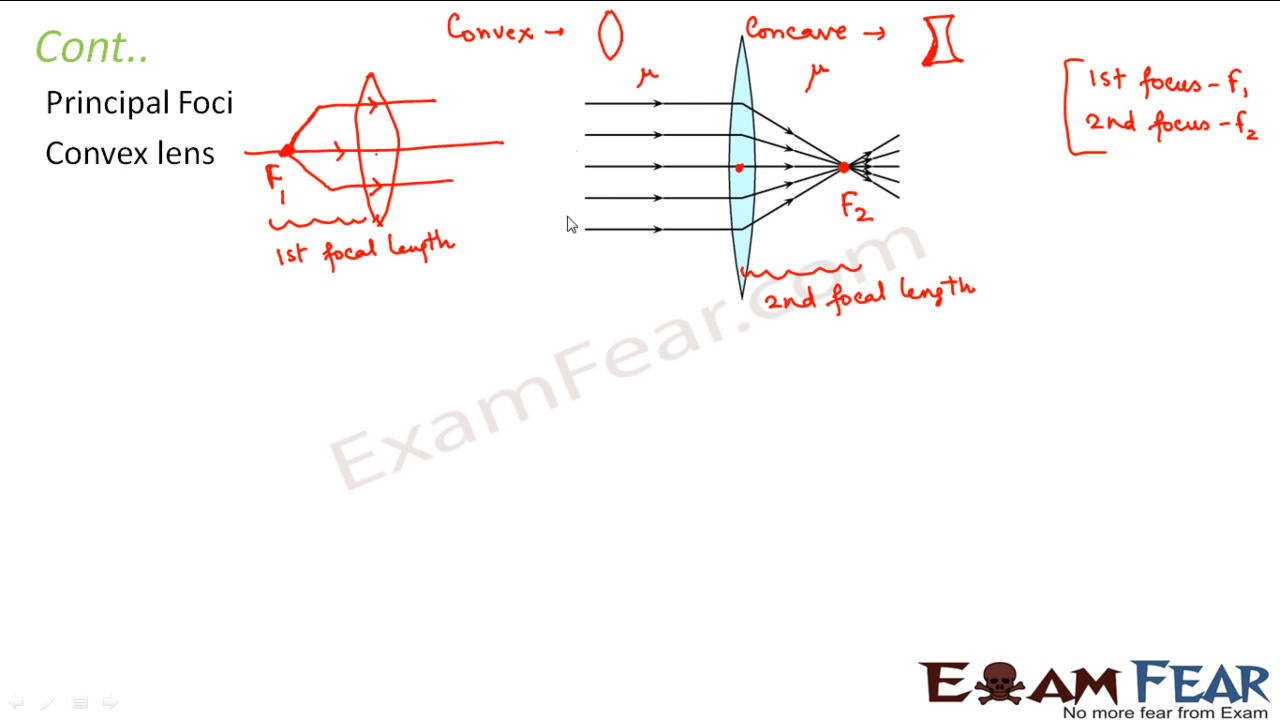 Cont..
Principal Foci
Convex lens
Convex →
Concave →
μ
μ
1st focus - f1
2nd focus - f2
F1
1st focal length
F2
2nd focal length
ExamFear.com
EXAM FEAR
No more fear from Exam